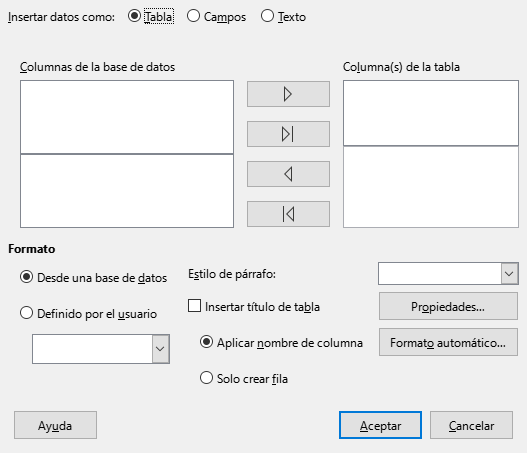 Insertar datos como: Tabla Campos Texto
Columnas de la base de datos Columna(s) de la tabla
Formato
Desde una base de datos Estilo de párrafo:
Definido por el usuario Insertar título de tabla Propiedades...
Aplicar nombre de columna Formato automático...
Solo crear fila
Ayuda Aceptar Cancelar